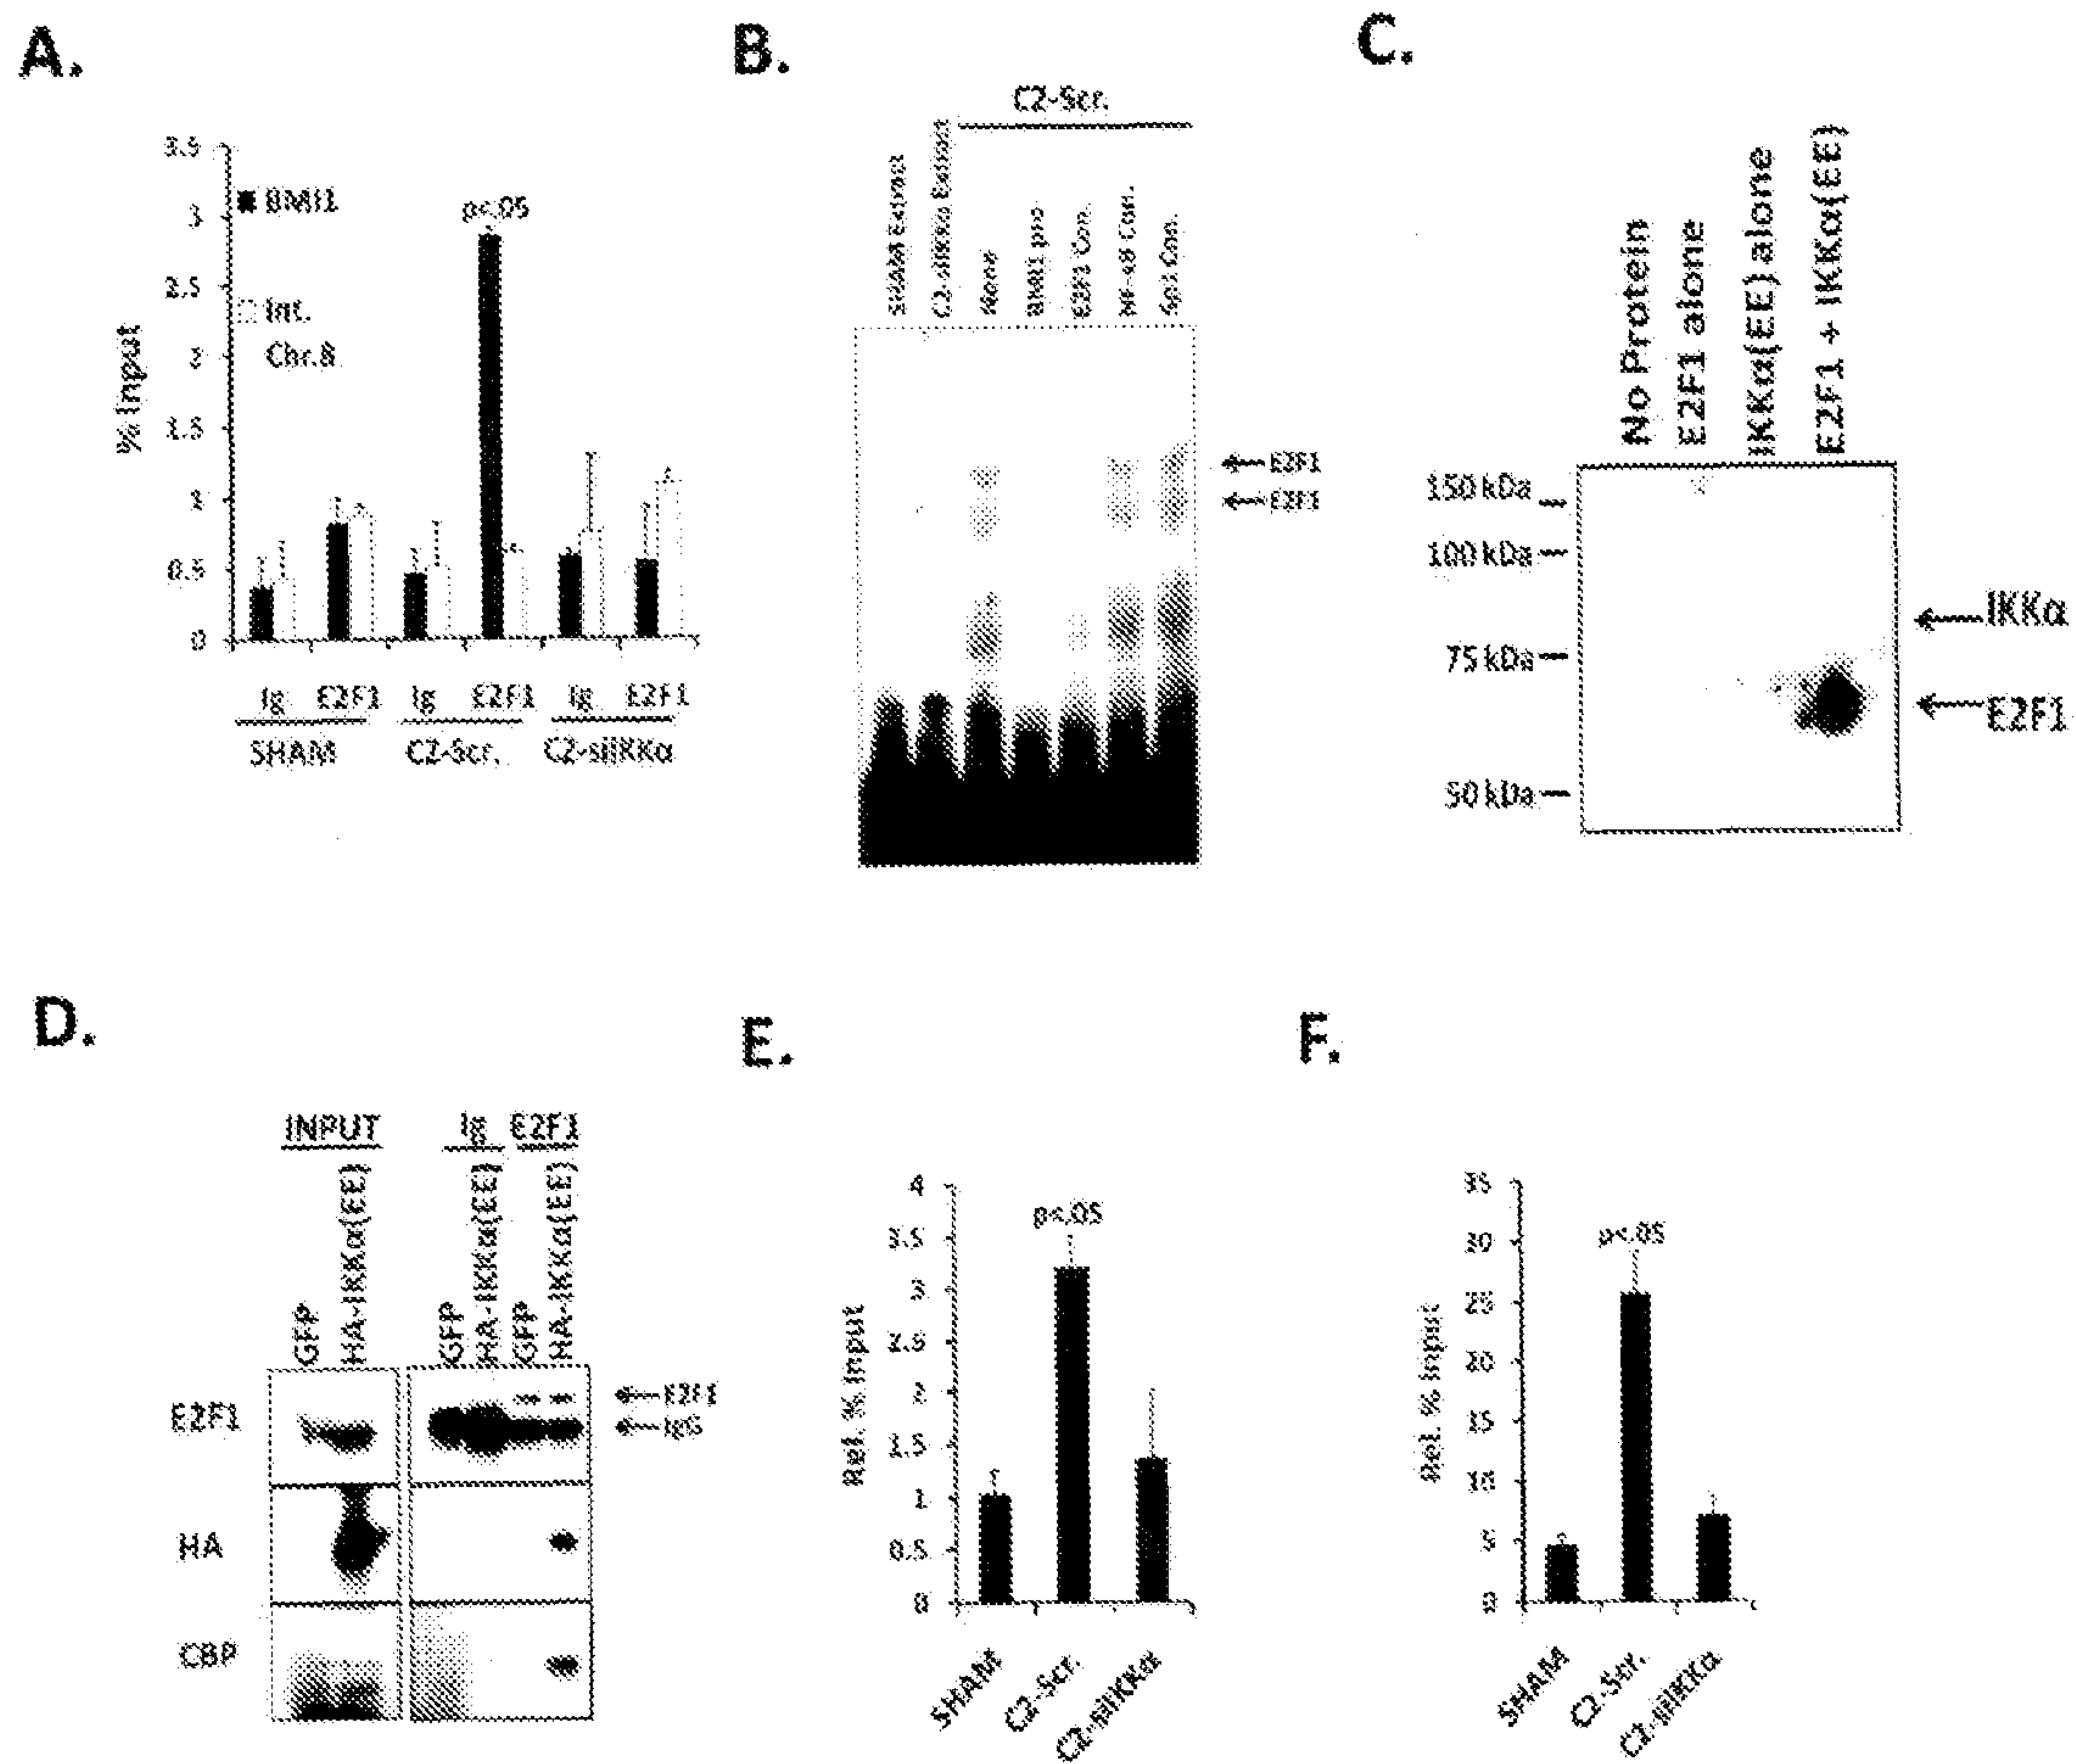 A.
3.5
3
2.5
2
1.5
1
0.5
0
% Input
BMI1
Int.
Chr.8
p<.05
Ig E2F1 Ig E2F1 Ig E2F1
SHAM C2-Scr. C2-siIKKα
B.
C2-Scr.
SHAM Extract
C2-siIKKα Extract
None
BMI1 pro
E2F1 Con.
NF-κB Con.
Sp1 Con.
E2F1
E2F1
C.
No Protein
E2F1 alone
IKKα(EE) alone
E2F1 + IKKα(EE)
150 kDa
100 kDa
75 kDa
50 kDa
IKKα
E2F1
D.
INPUT Ig E2F1
GFP
HA-IKKα(EE)
GFP
HA-IKKα(EE)
GFP
HA-IKKα(EE)
E2F1
HA
CBP
E2F1
IgG
E.
4
3.5
3
2.5
2
1.5
1
0.5
0
Rel. % Input
p<.05
SHAM
C2-Scr.
C2-siIKKα
F.
35
30
25
20
15
10
5
0
Rel. % Input
p<.05
SHAM
C2-Scr.
C2-siIKKα